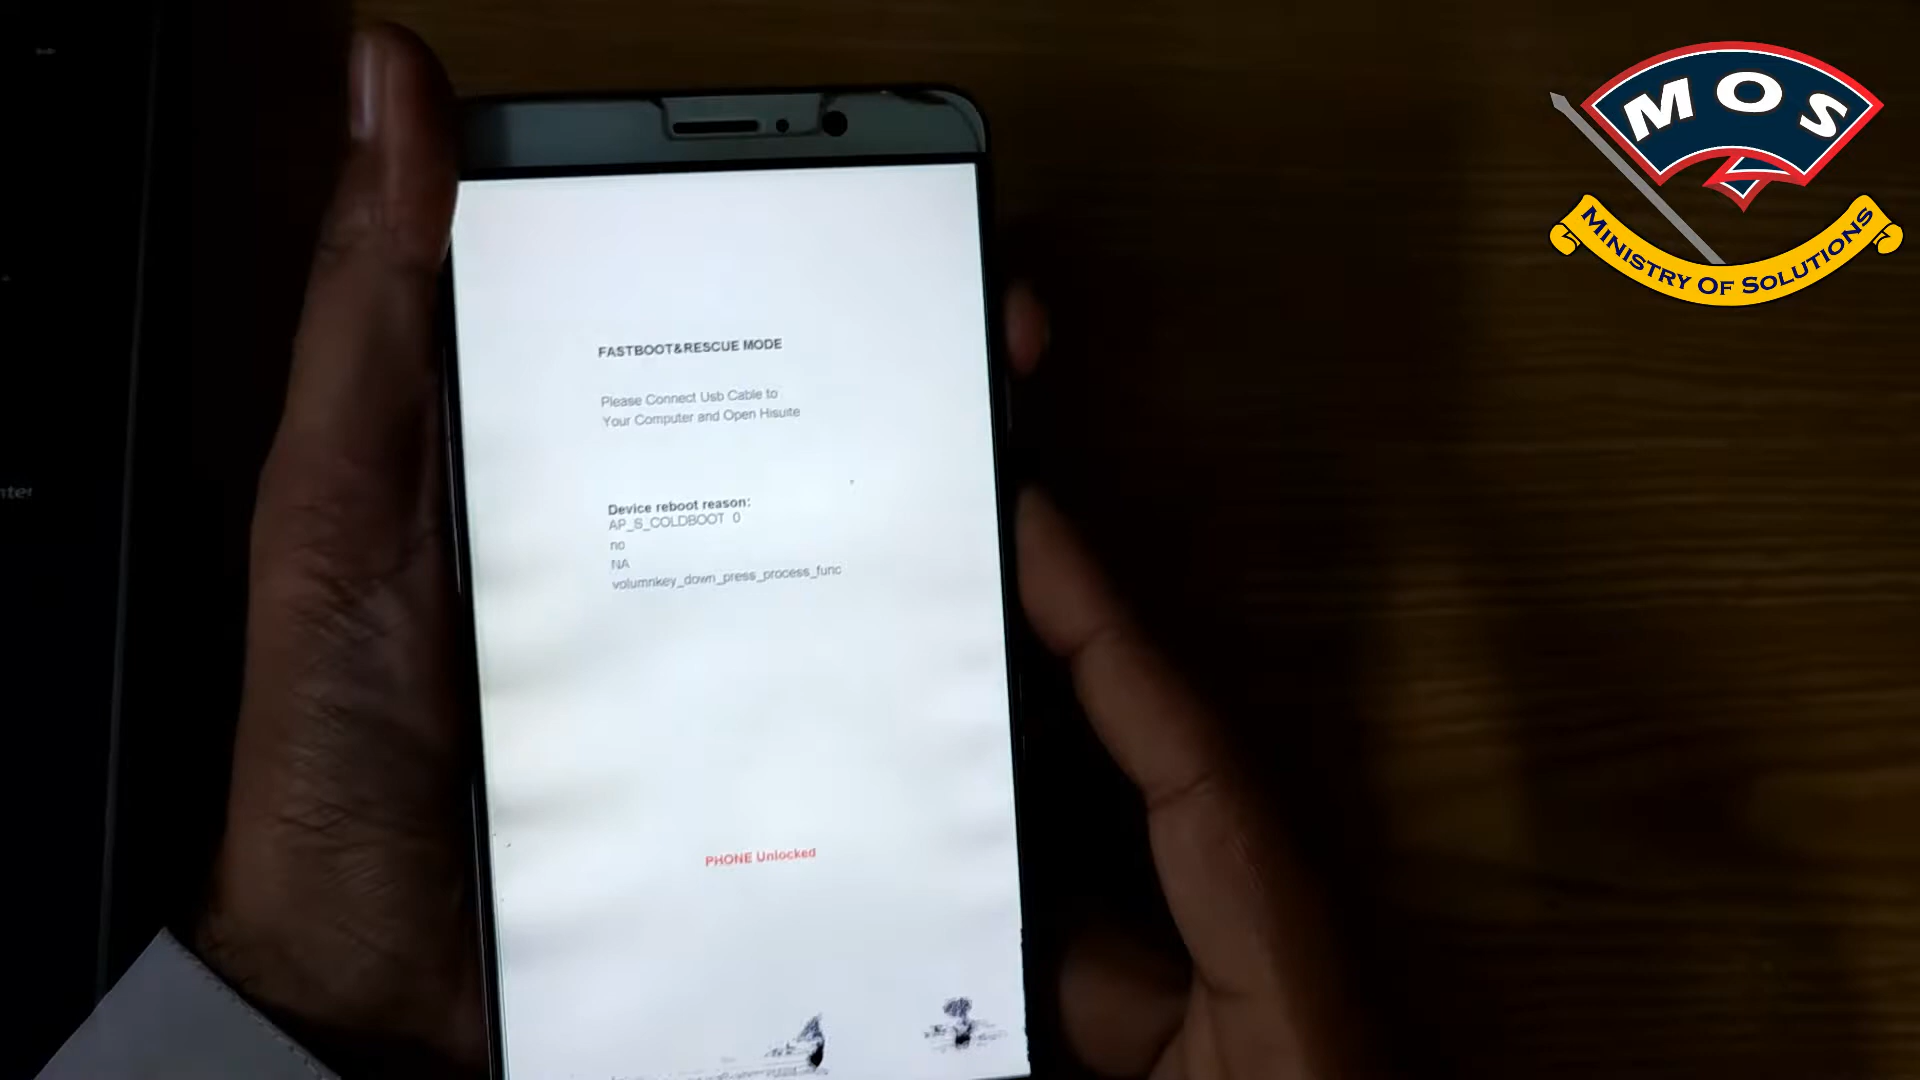 MOS
MINISTRY OF SOLUTIONS
FASTBOOT&RESCUE MODE
Please Connect Usb Cable to
Your Computer and Open Hisuite
Device reboot reason:
AP_S_COLDBOOT 0
no
NA
volumnkey_down_press_process_func
PHONE Unlocked